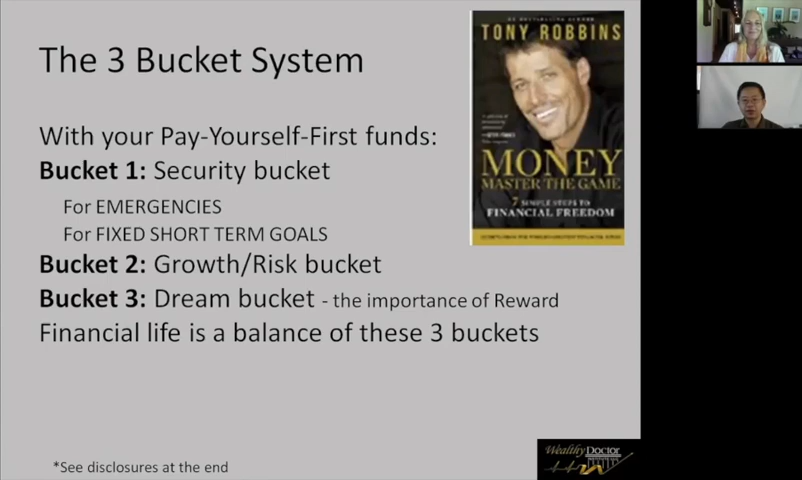 The 3 Bucket System
With your Pay-Yourself-First funds:
Bucket 1: Security bucket
For EMERGENCIES
For FIXED SHORT TERM GOALS
Bucket 2: Growth/Risk bucket
Bucket 3: Dream bucket - the importance of Reward
Financial life is a balance of these 3 buckets
*See disclosures at the end
TONY ROBBINS
MONEY
MASTER THE GAME
7 SIMPLE STEPS TO
FINANCIAL FREEDOM
Wealthy Doctor